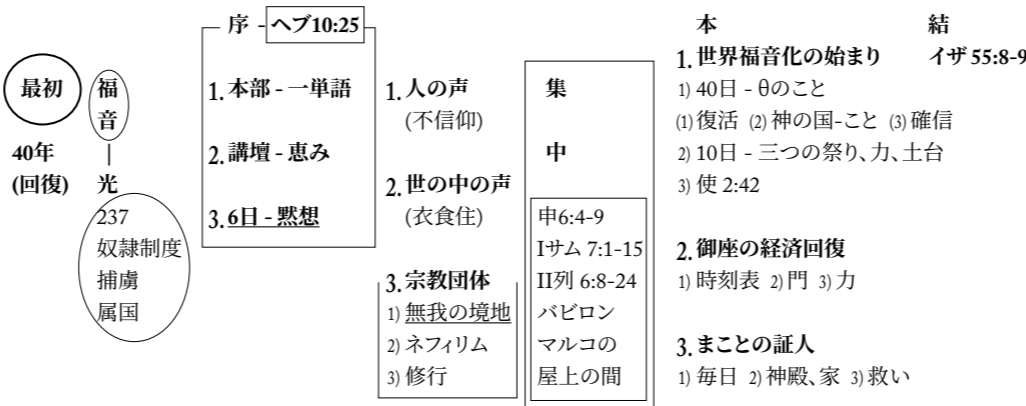 最初
40年
(回復)
福
音
|
光
237
奴隷制度
捕虜
属国
序 - ヘブ10:25
1. 本部 - 一単語
2. 講壇 - 恵み
3. 6日 - 黙想
1. 人の声
(不信仰)
2. 世の中の声
(衣食住)
3. 宗教団体
1) 無我の境地
2) ネフィリム
3) 修行
集
中
申6:4-9
Iサム 7:1-15
II列 6:8-24
バビロン
マルコの
屋上の間
本
1. 世界福音化の始まり
1) 40日 - θのこと
(1) 復活 (2) 神の国-こと (3) 確信
2) 10日 - 三つの祭り、力、土台
3) 使 2:42
2. 御座の経済回復
1) 時刻表 2) 門 3) 力
3. まことの証人
1) 毎日 2) 神殿、家 3) 救い
結
イザ 55:8-9